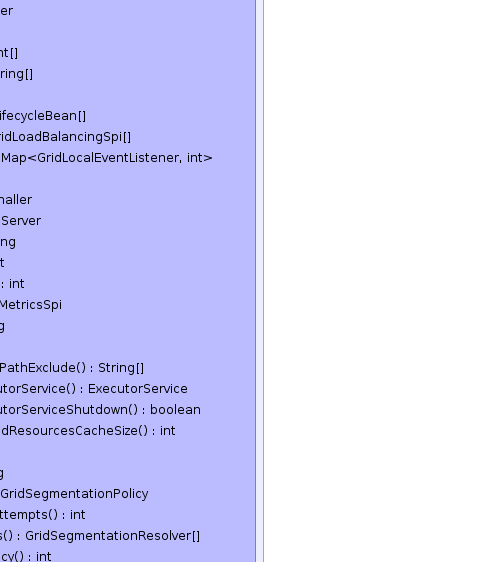 er
nt[]
ring[]
ifecycleBean[]
ridLoadBalancingSpi[]
Map<GridLocalEventListener, int>
haller
Server
ng
t
: int
MetricsSpi
g
PathExclude() : String[]
utorService() : ExecutorService
utorServiceShutdown() : boolean
dResourcesCacheSize() : int
g
GridSegmentationPolicy
ttempts() : int
s() : GridSegmentationResolver[]
cy() : int